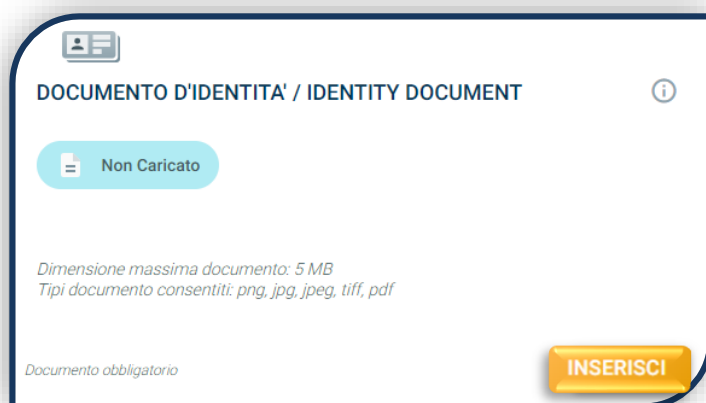 DOCUMENTO D'IDENTITA' / IDENTITY DOCUMENT
Non Caricato
Dimensione massima documento: 5 MB
Tipi documento consentiti: png, jpg, jpeg, tiff, pdf
Documento obbligatorio
INSERISCI